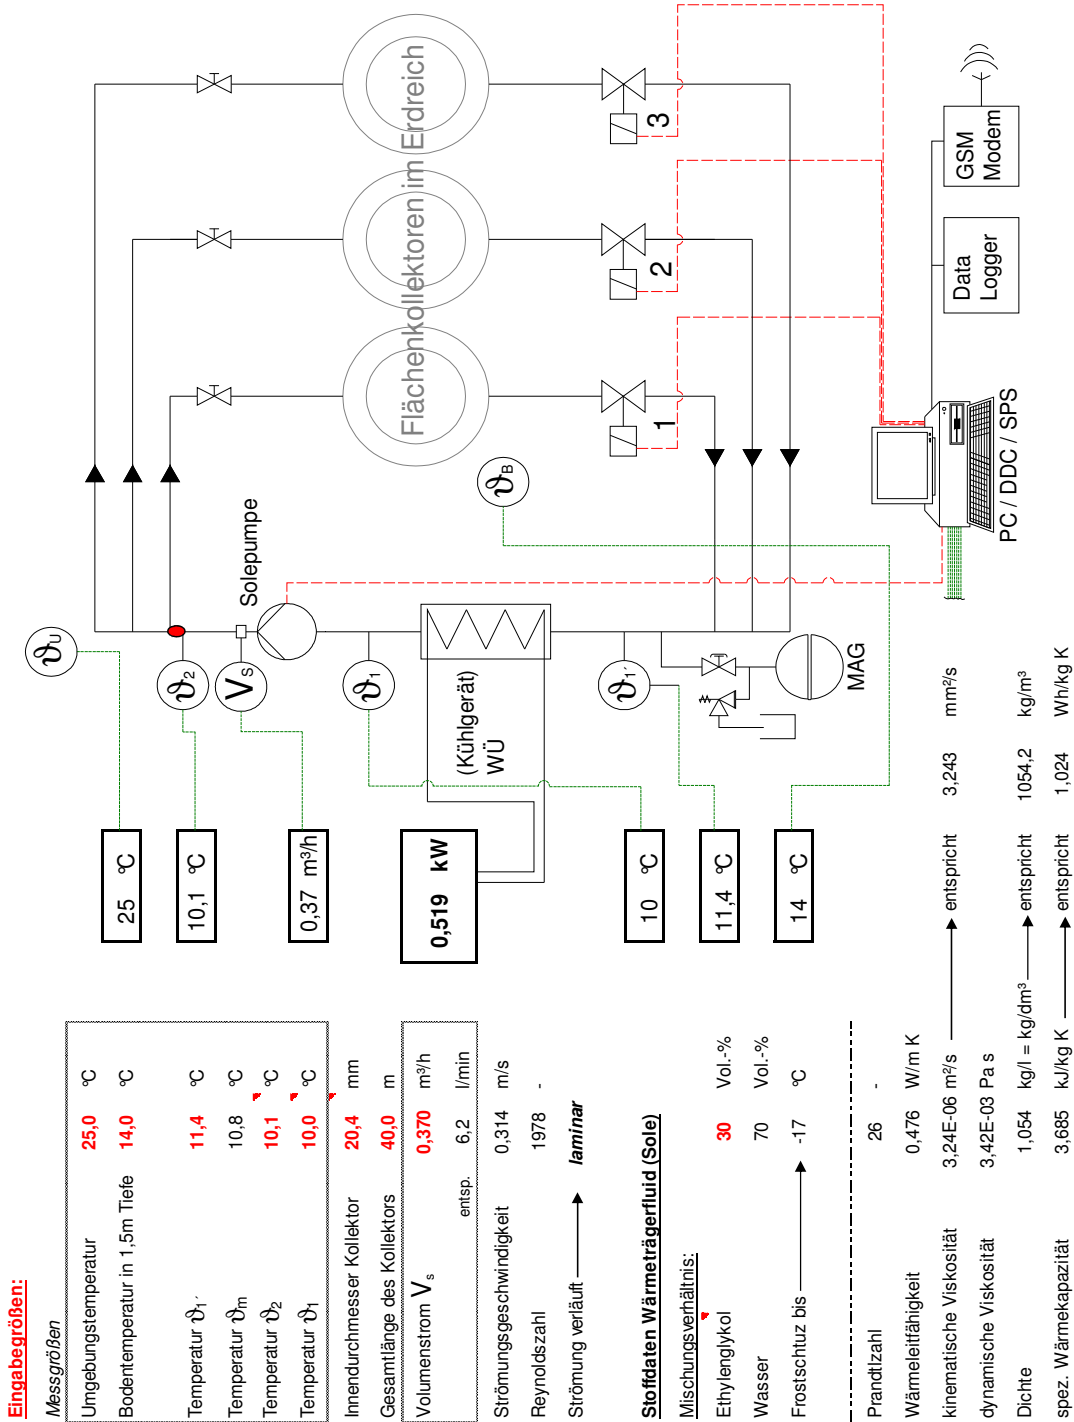 Eingabegrößen:
Messgrößen
Umgebungstemperatur 25,0 °C
Bodentemperatur in 1,5m Tiefe 14,0 °C
Temperatur ϑ1´ 11,4 °C
Temperatur ϑm 10,8 °C
Temperatur ϑ2 10,1 °C
Temperatur ϑ1 10,0 °C
Innendurchmesser Kollektor 20,4 mm
Gesamtlänge des Kollektors 40,0 m
Volumenstrom Vs 0,370 m³/h
entsp. 6,2 l/min
Strömungsgeschwindigkeit 0,314 m/s
Reynoldszahl 1978 -
Strömung verläuft laminar
Stoffdaten Wärmeträgerfluid (Sole)
Mischungsverhältnis:
Ethylenglykol 30 Vol.-%
Wasser 70 Vol.-%
Frostschutz bis -17 °C
Prandtlzahl 26 -
Wärmeleitfähigkeit 0,476 W/m K
kinematische Viskosität 3,24E-06 m²/s entspricht 3,243 mm²/s
dynamische Viskosität 3,42E-03 Pa s
Dichte 1,054 kg/l = kg/dm³ entspricht 1054,2 kg/m³
spez. Wärmekapazität 3,685 kJ/kg K entspricht 1,024 Wh/kg K
25 °C
10,1 °C
0,37 m³/h
0,519 kW
10 °C
11,4 °C
14 °C
ϑU
ϑ2
VS
ϑ1
ϑ1´
ϑB
Solepumpe
(Kühlgerät)
WÜ
MAG
Flächenkollektoren im Erdreich
1
2
3
PC / DDC / SPS
Data
Logger
GSM
Modem